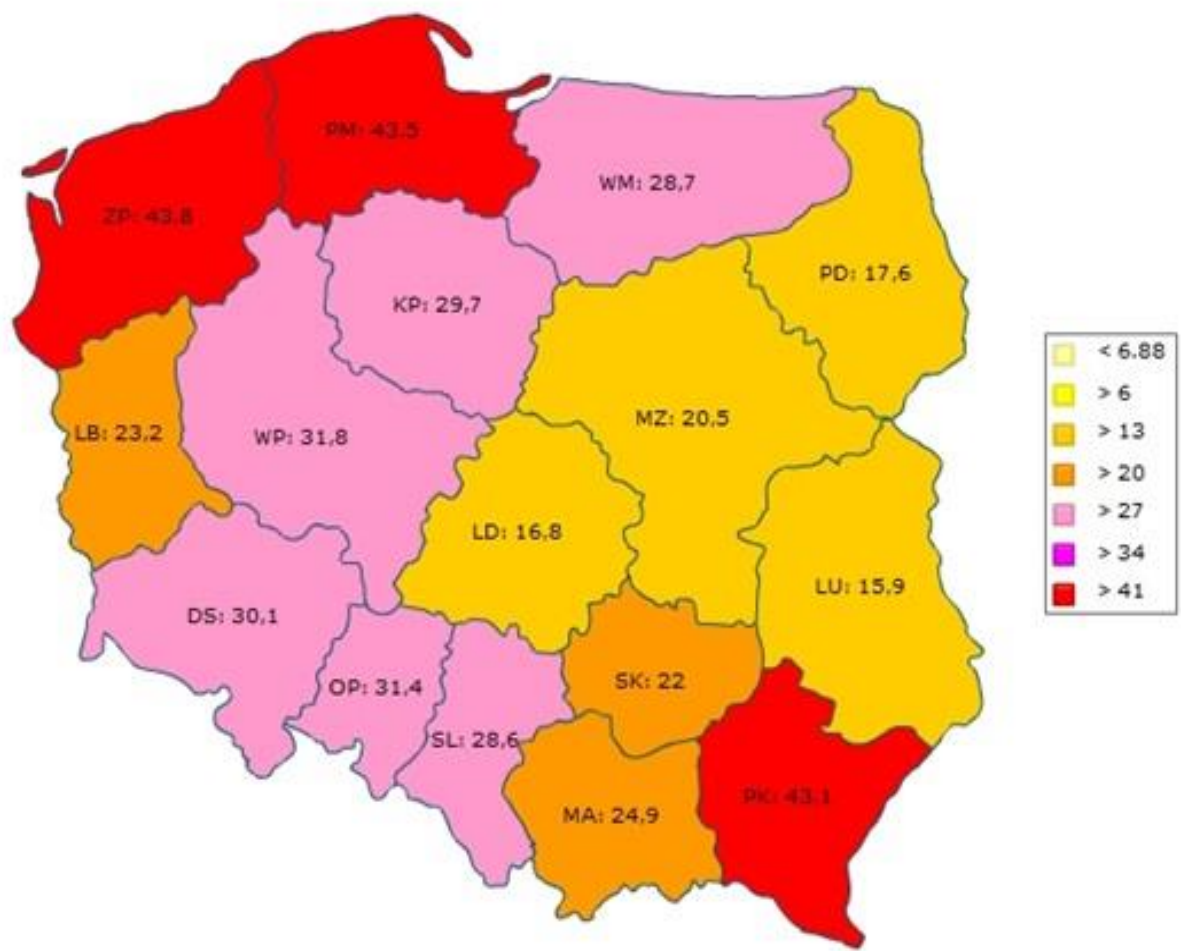 PM: 43,5
WM: 28,7
ZP: 43,8
PD: 17,6
KP: 29,7
LB: 23,2
WP: 31,8
MZ: 20,5
LD: 16,8
LU: 15,9
DS: 30,1
OP: 31,4
SK: 22
SL: 28,6
MA: 24,9
PK: 43,1
< 6.88
> 6
> 13
> 20
> 27
> 34
> 41